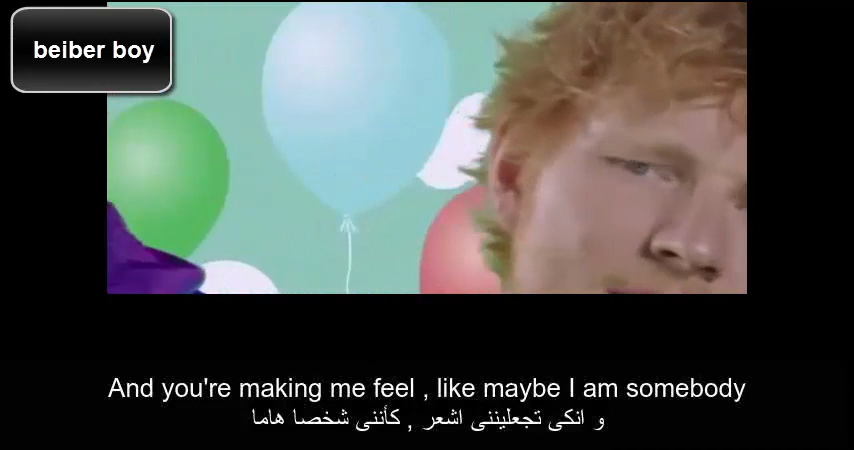 beiber boy
And you're making me feel , like maybe I am somebody
و انكى تجعليننى اشعر , كأننى شخصا هاما